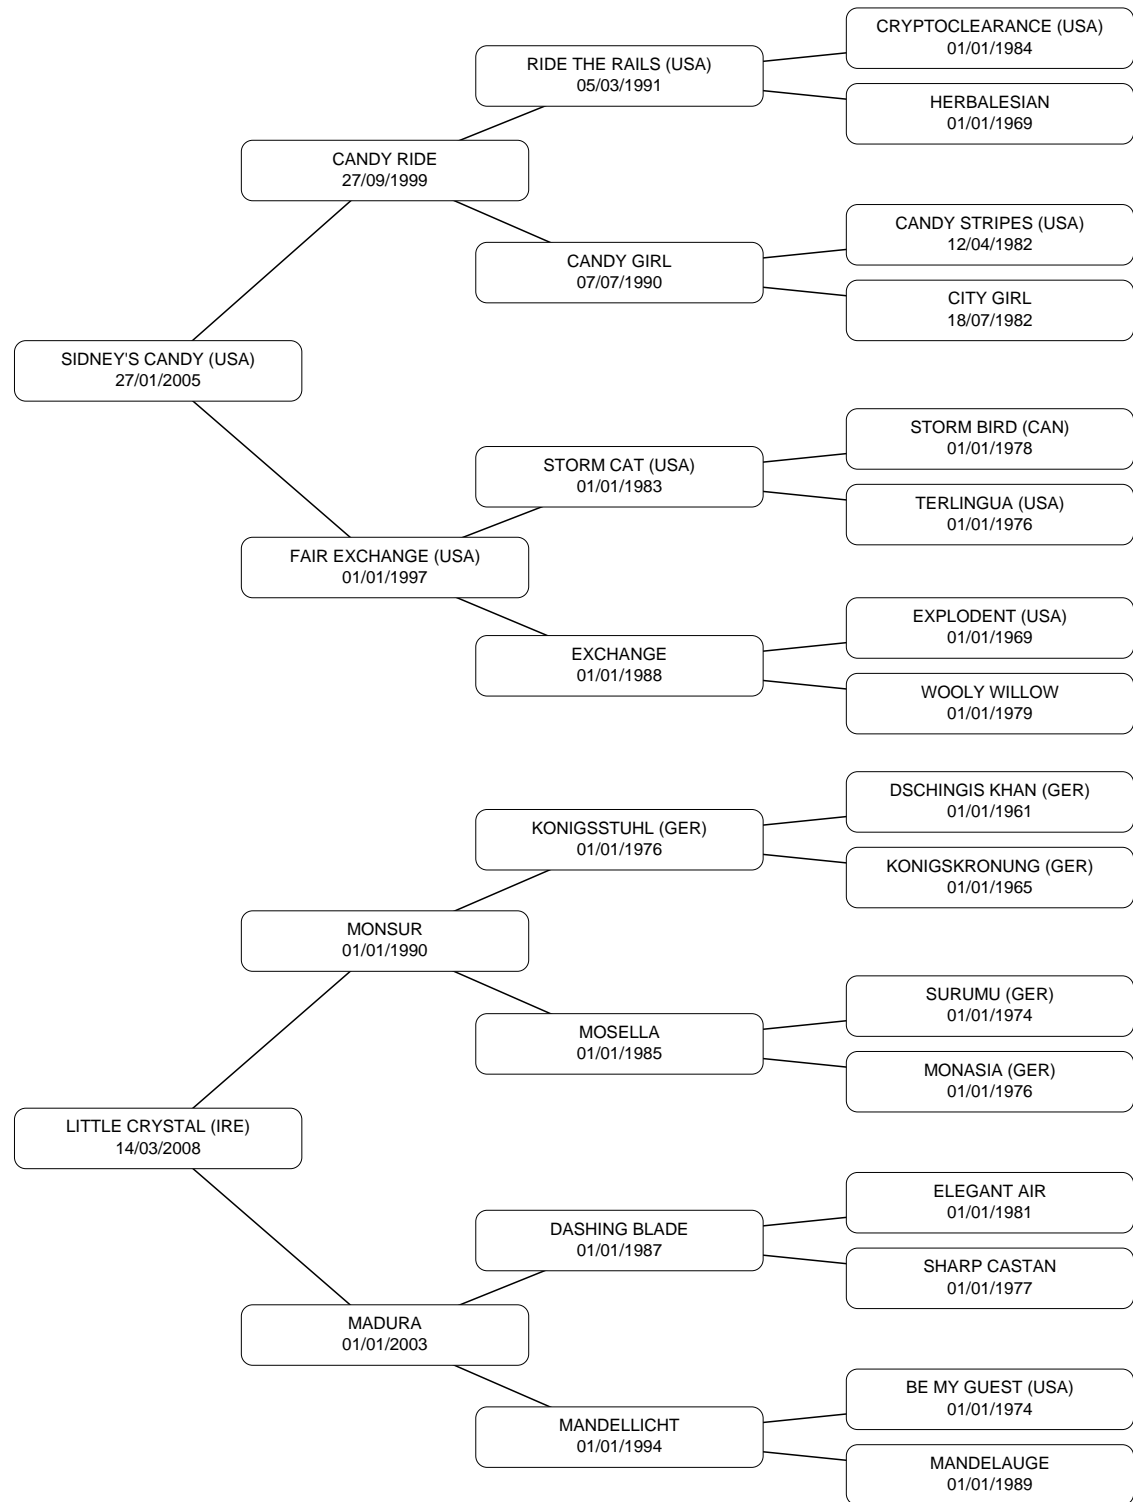 CRYPTOCLEARANCE (USA)
01/01/1984
RIDE THE RAILS (USA)
05/03/1991
HERBALESIAN
01/01/1969
CANDY RIDE
27/09/1999
CANDY STRIPES (USA)
12/04/1982
CANDY GIRL
07/07/1990
CITY GIRL
18/07/1982
SIDNEY'S CANDY (USA)
27/01/2005
STORM BIRD (CAN)
01/01/1978
STORM CAT (USA)
01/01/1983
TERLINGUA (USA)
01/01/1976
FAIR EXCHANGE (USA)
01/01/1997
EXPLODENT (USA)
01/01/1969
EXCHANGE
01/01/1988
WOOLY WILLOW
01/01/1979
DSCHINGIS KHAN (GER)
01/01/1961
KONIGSSTUHL (GER)
01/01/1976
KONIGSKRONUNG (GER)
01/01/1965
MONSUR
01/01/1990
SURUMU (GER)
01/01/1974
MOSELLA
01/01/1985
MONASIA (GER)
01/01/1976
LITTLE CRYSTAL (IRE)
14/03/2008
ELEGANT AIR
01/01/1981
DASHING BLADE
01/01/1987
SHARP CASTAN
01/01/1977
MADURA
01/01/2003
BE MY GUEST (USA)
01/01/1974
MANDELLICHT
01/01/1994
MANDELAUGE
01/01/1989